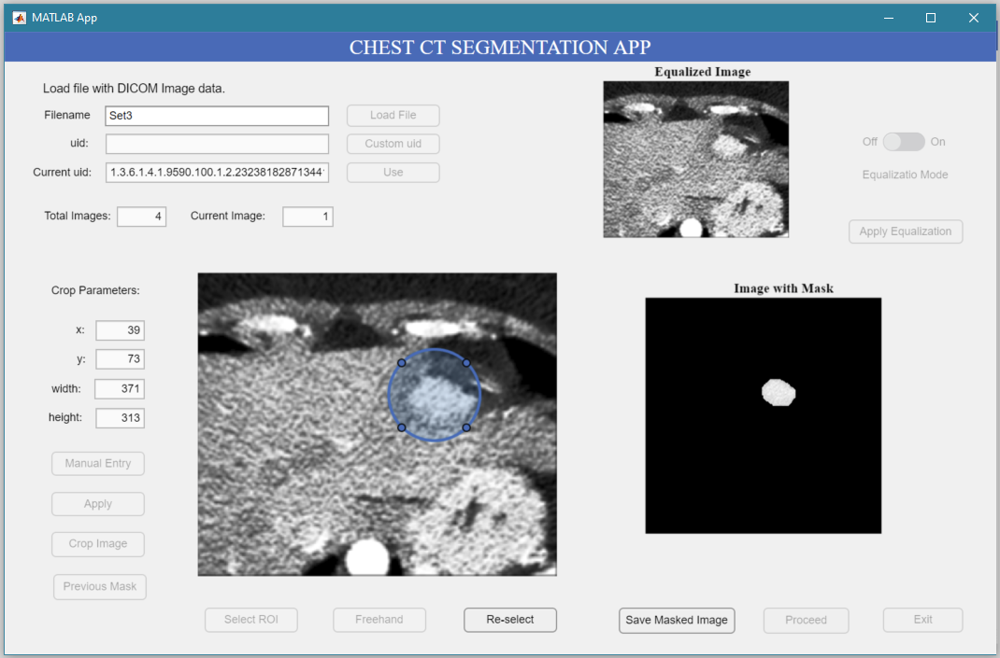 MATLAB App
CHEST CT SEGMENTATION APP
Load file with DICOM Image data.
Filename Set3 Load File
uid: Custom uid
Current uid: 1.3.6.1.4.1.9590.100.1.2.23238182871344 Use
Total Images: 4 Current Image: 1
Equalized Image
Off On
Equalizatio Mode
Apply Equalization
Crop Parameters:
x: 39
y: 73
width: 371
height: 313
Manual Entry
Apply
Crop Image
Previous Mask
Image with Mask
Select ROI Freehand Re-select Save Masked Image Proceed Exit